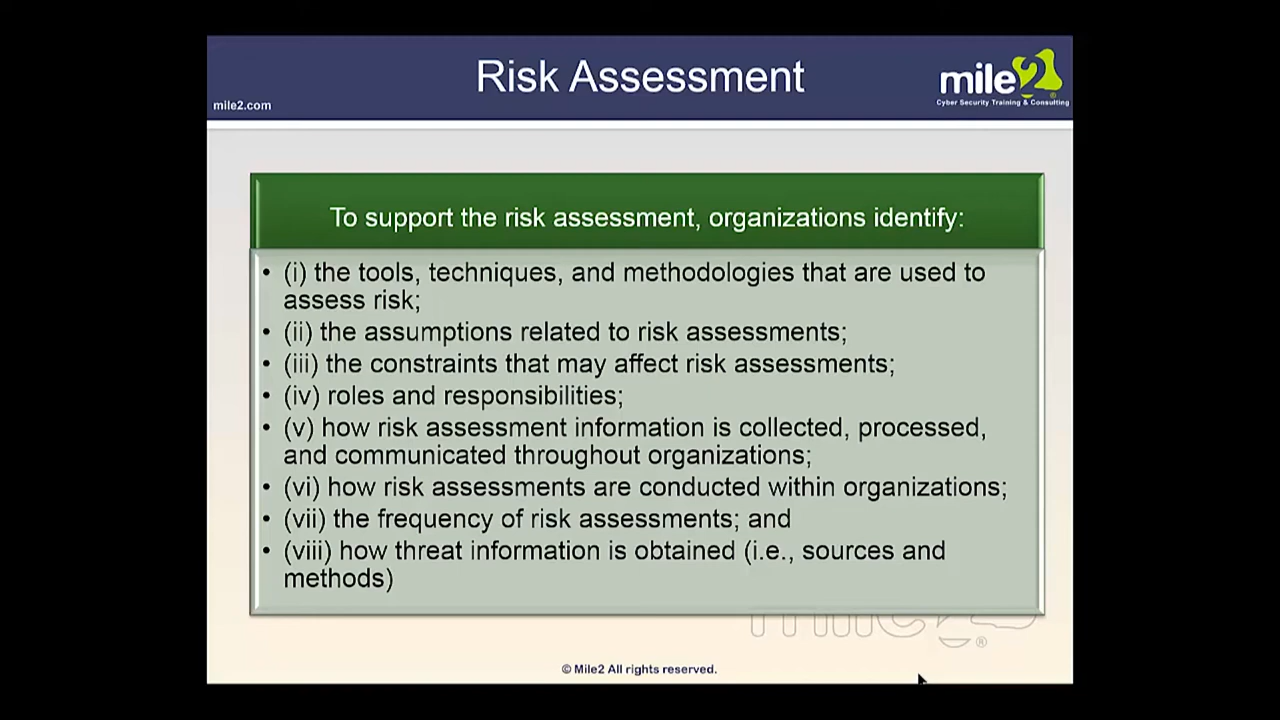 Risk Assessment
mile2
Cyber Security Training & Consulting
mile2.com
To support the risk assessment, organizations identify:
• (i) the tools, techniques, and methodologies that are used to
assess risk;
• (ii) the assumptions related to risk assessments;
• (iii) the constraints that may affect risk assessments;
• (iv) roles and responsibilities;
• (v) how risk assessment information is collected, processed,
and communicated throughout organizations;
• (vi) how risk assessments are conducted within organizations;
• (vii) the frequency of risk assessments; and
• (viii) how threat information is obtained (i.e., sources and
methods)
mile2®
© Mile2 All rights reserved.